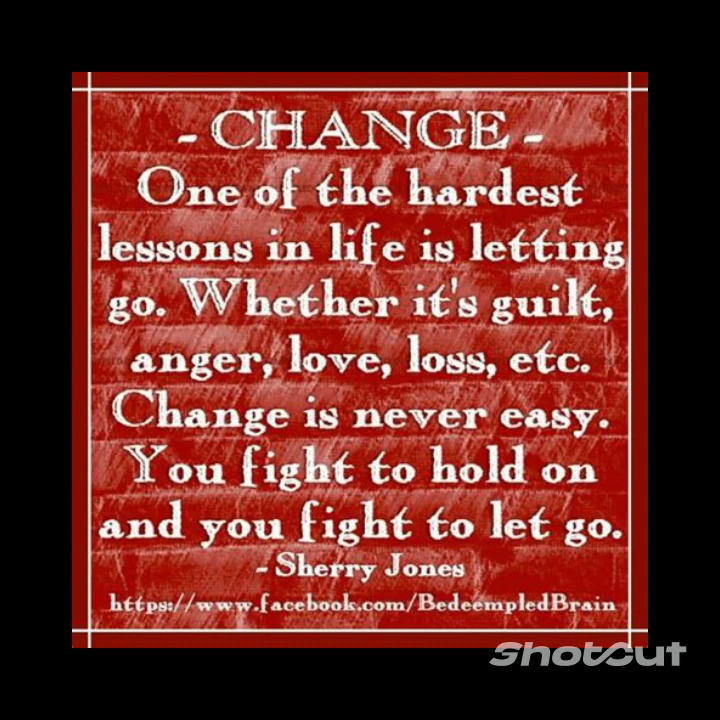 - CHANGE -
One of the hardest
lessons in life is letting
go. Whether it's guilt,
anger, love, loss, etc.
Change is never easy.
You fight to hold on
and you fight to let go.
- Sherry Jones
https://www.facebook.com/BedeempledBrain
ShotCut